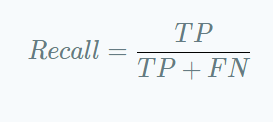 Recall = TP / TP + FN